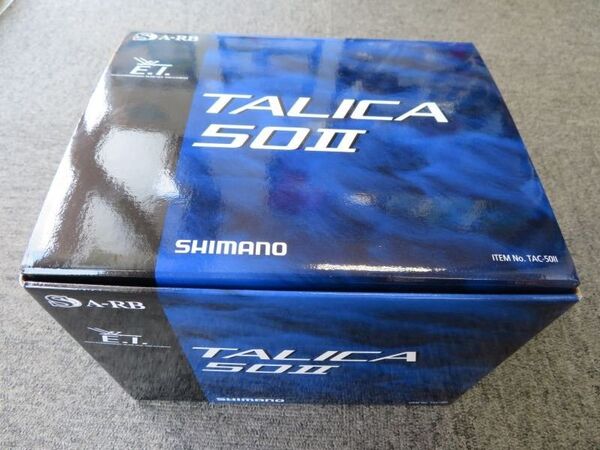 A-RB
E.T.
TALICA
50II
SHIMANO
ITEM No. TAC-50II
A-RB
E.T.
TALICA
50II
SHIMANO